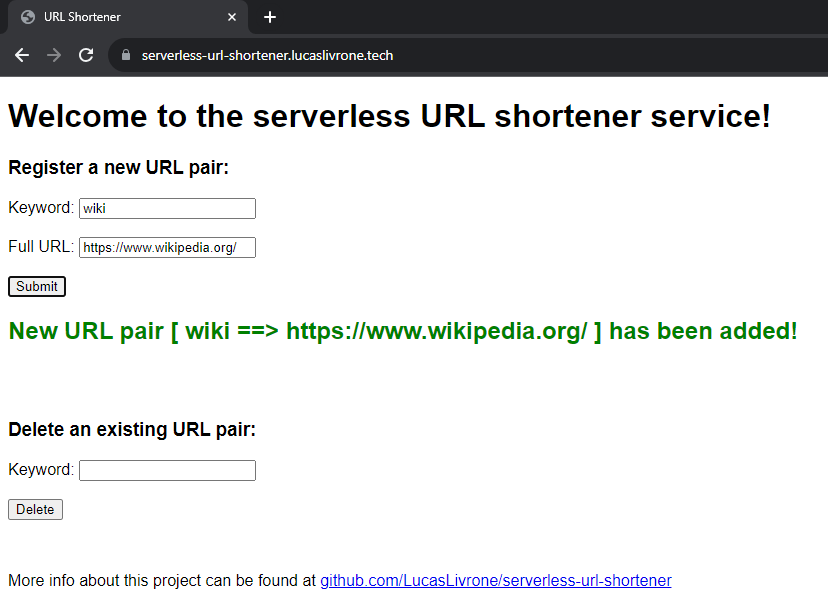 URL Shortener
serverless-url-shortener.lucaslivrone.tech
Welcome to the serverless URL shortener service!
Register a new URL pair:
Keyword: wiki
Full URL: https://www.wikipedia.org/
Submit
New URL pair [ wiki ==> https://www.wikipedia.org/ ] has been added!
Delete an existing URL pair:
Keyword:
Delete
More info about this project can be found at github.com/LucasLivrone/serverless-url-shortener